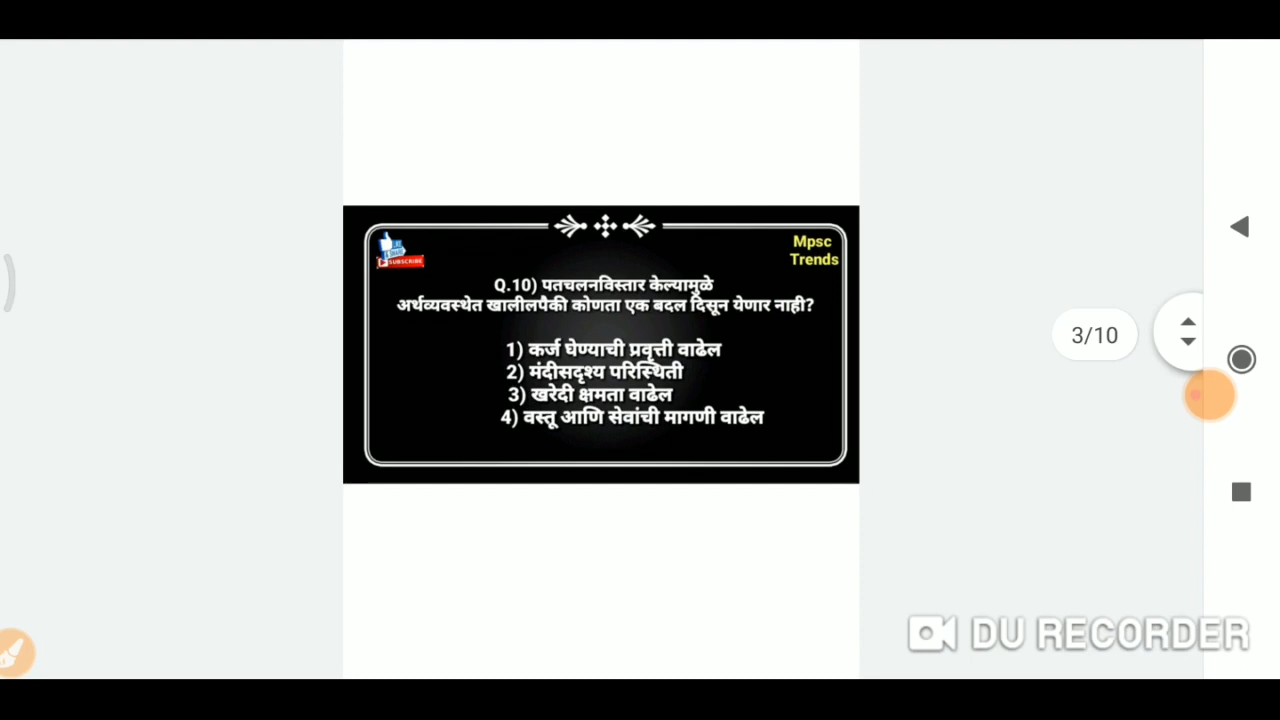 Mpsc
Trends
SUBSCRIBE
Q.10) पतचलनविस्तार केल्यामुळे
अर्थव्यवस्थेत खालीलपैकी कोणता एक बदल दिसून येणार नाही?
1) कर्ज घेण्याची प्रवृत्ती वाढेल
2) मंदीसदृश्य परिस्थिती
3) खरेदी क्षमता वाढेल
4) वस्तू आणि सेवांची मागणी वाढेल
3/10
DU RECORDER